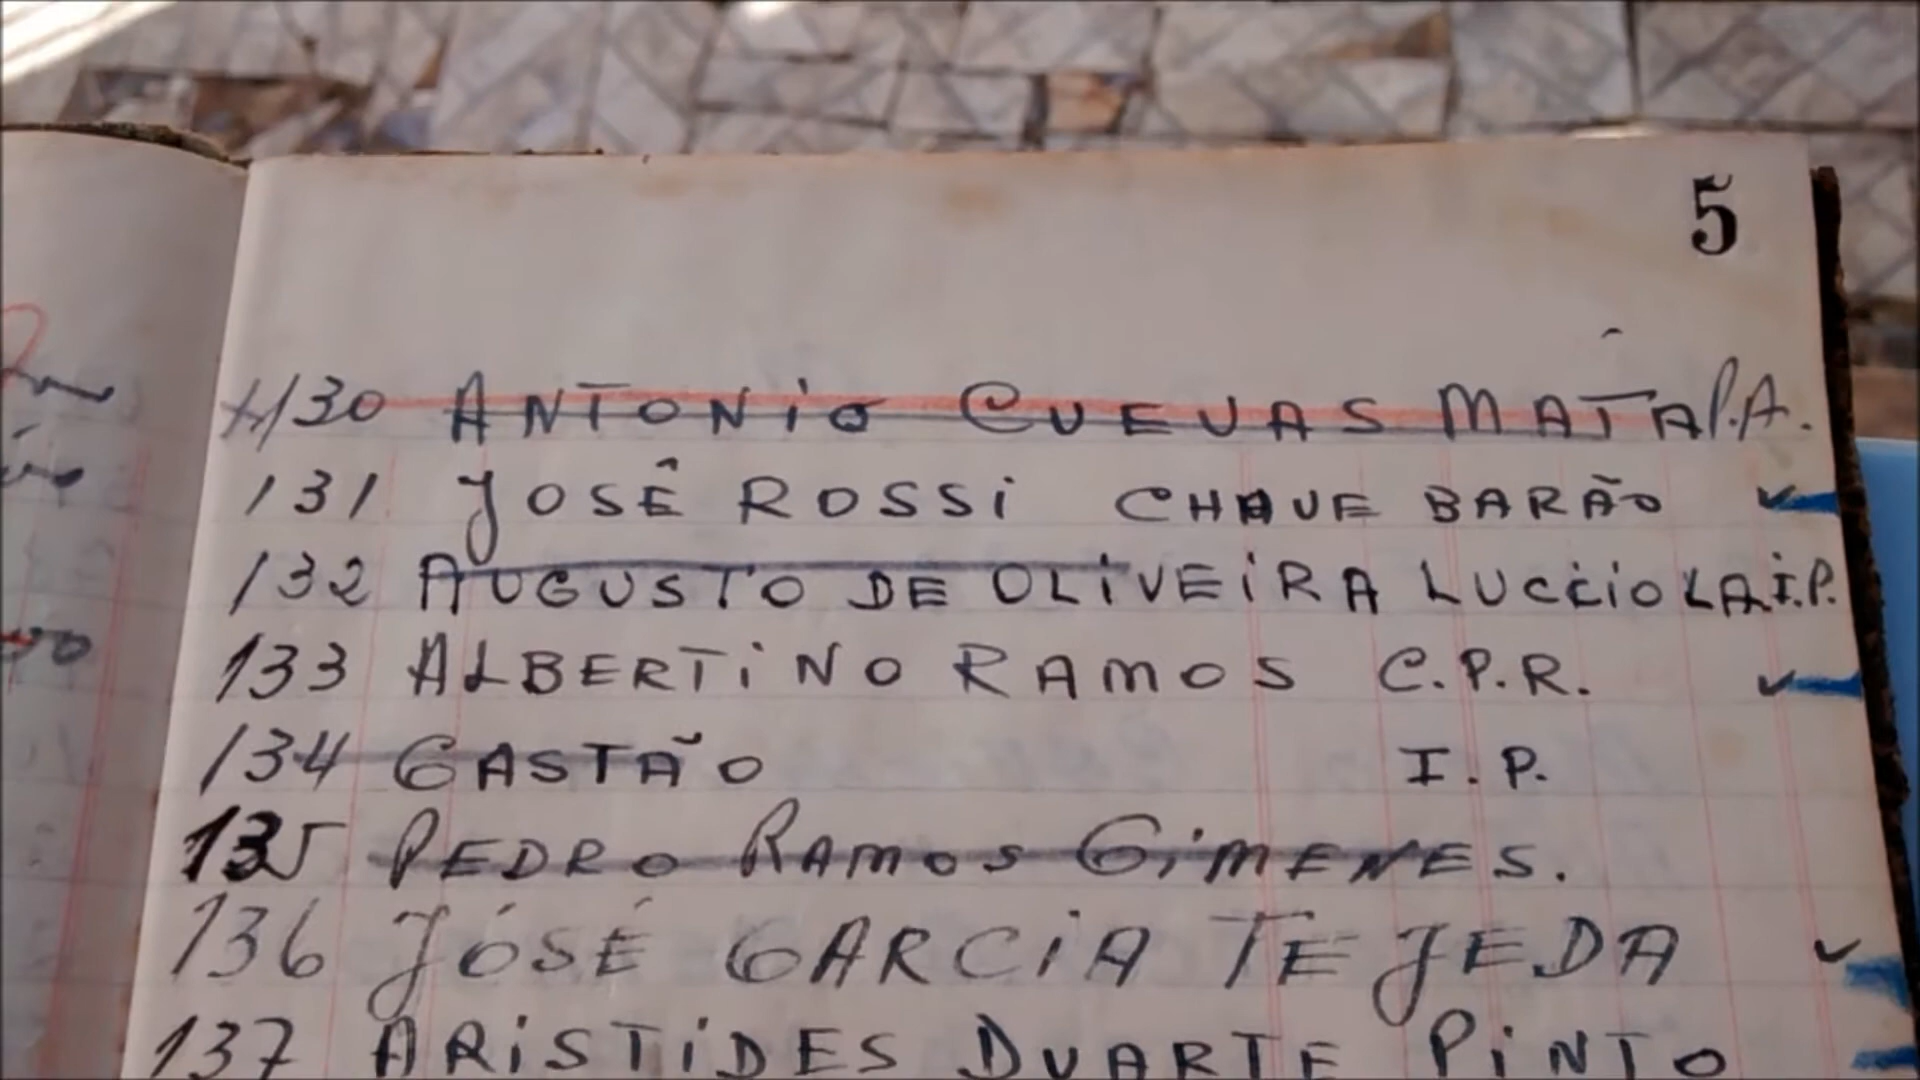 5
130 ANTONIO CUEVAS MATA P.A.
131 JOSÊ ROSSI CHAVE BARÃO
132 AUGUSTO DE OLIVEIRA LUCCIOLA I.P.
133 ALBERTINO RAMOS C.P.R.
134 GASTÃO I.P.
135 PEDRO RAMOS GIMENES.
136 JÓSÉ GARCIA TEJEDA
137 ARISTIDES DUARTE PINTO